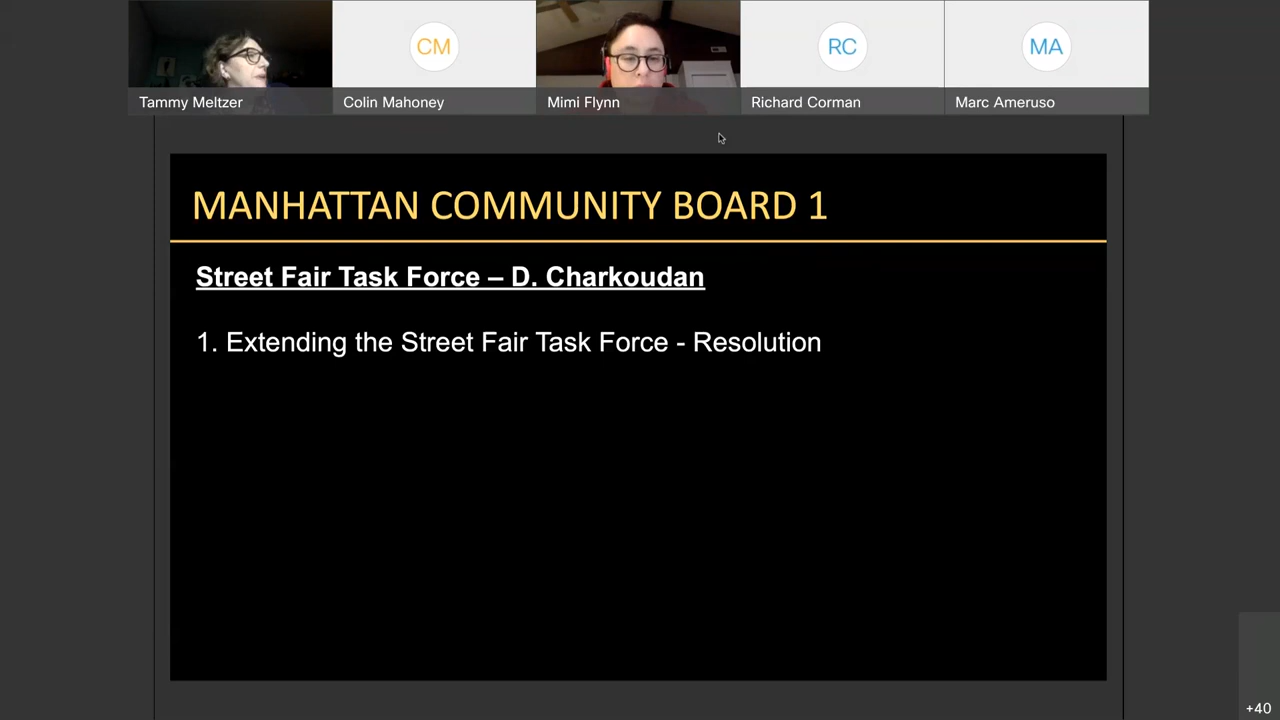 CM
RC
MA
Tammy Meltzer
Colin Mahoney
Mimi Flynn
Richard Corman
Marc Ameruso
MANHATTAN COMMUNITY BOARD 1
Street Fair Task Force – D. Charkoudan
1. Extending the Street Fair Task Force - Resolution
+40